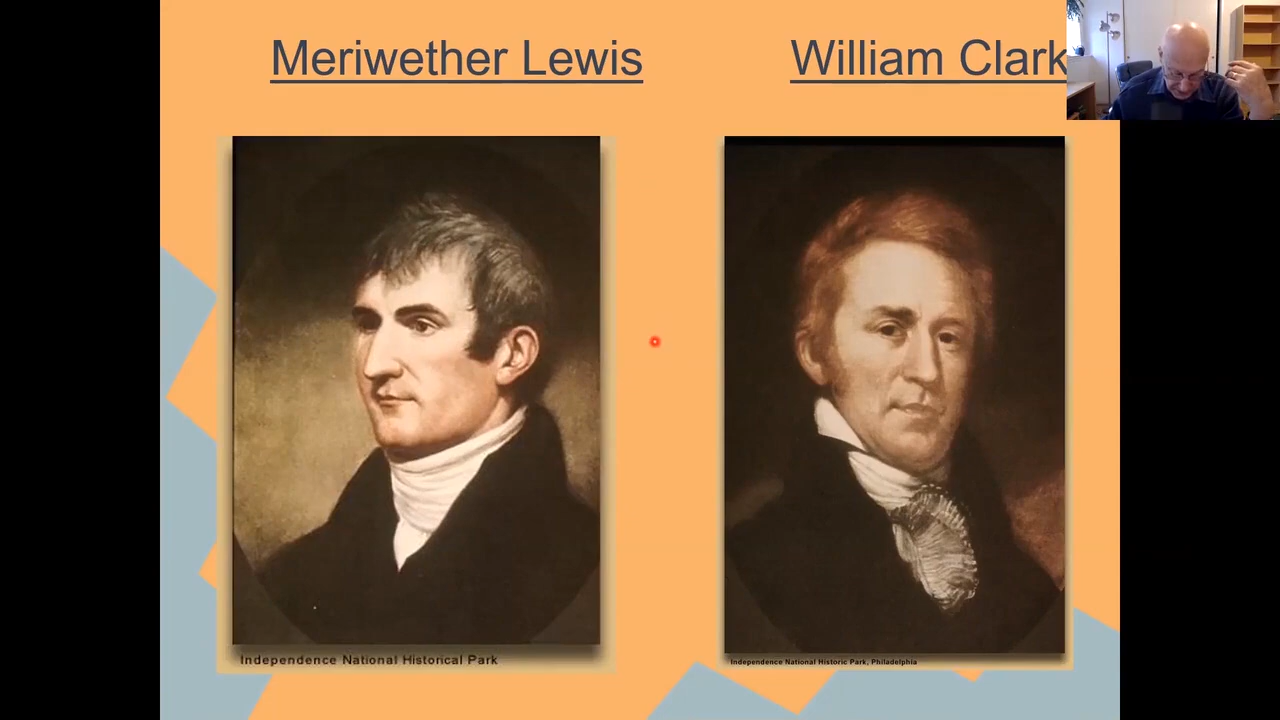 Meriwether Lewis
William Clark
Independence National Historical Park
Independence National Historic Park, Philadelphia